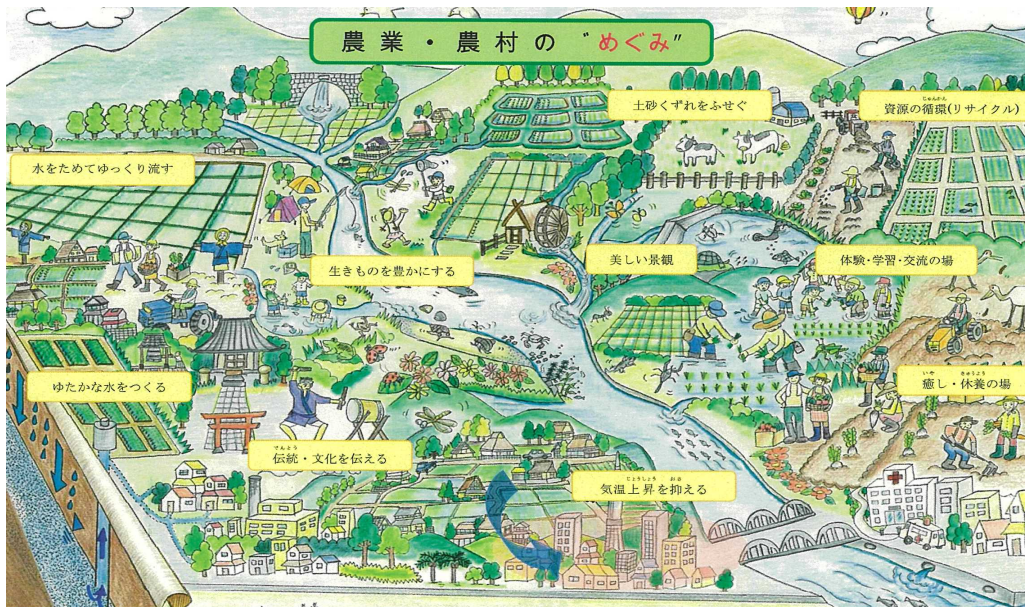 農業・農村の“めぐみ”
土砂くずれをふせぐ
じゅんかん
資源の循環(リサイクル)
水をためてゆっくり流す
生きものを豊かにする
美しい景観
体験・学習・交流の場
ゆたかな水をつくる
いや きゅうよう
癒し・休養の場
でんとう
伝統・文化を伝える
じょうしょう おさ
気温上昇を抑える